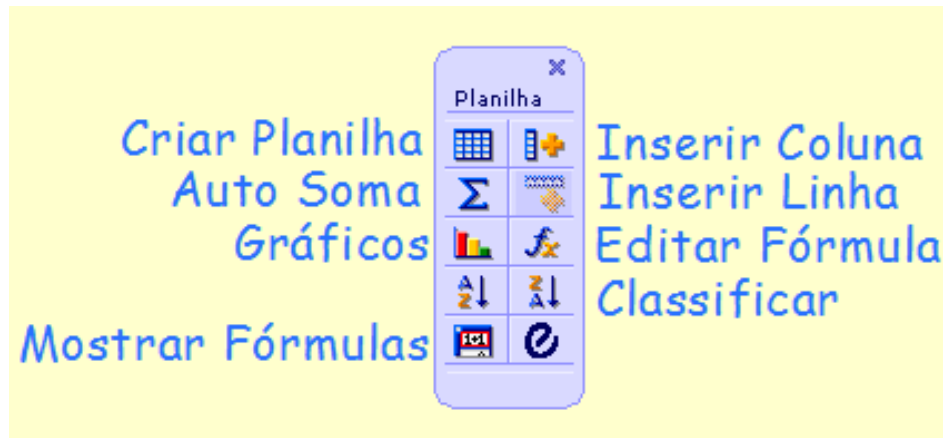 Planilha
Criar Planilha Inserir Coluna
Auto Soma Inserir Linha
Gráficos Editar Fórmula
Classificar
Mostrar Fórmulas